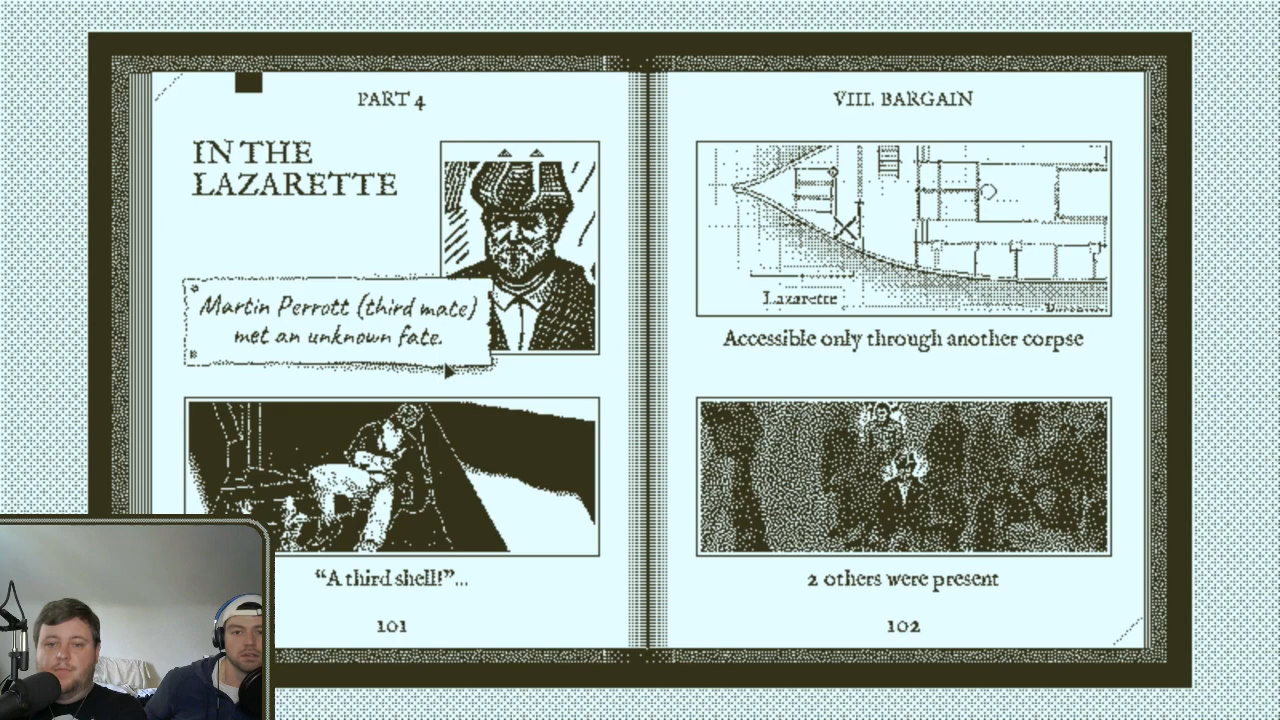 PART 4
IN THE
LAZARETTE
Martin Perrott (third mate)
met an unknown fate.
“A third shell!”...
101
VIII. BARGAIN
Lazarette
Accessible only through another corpse
2 others were present
102